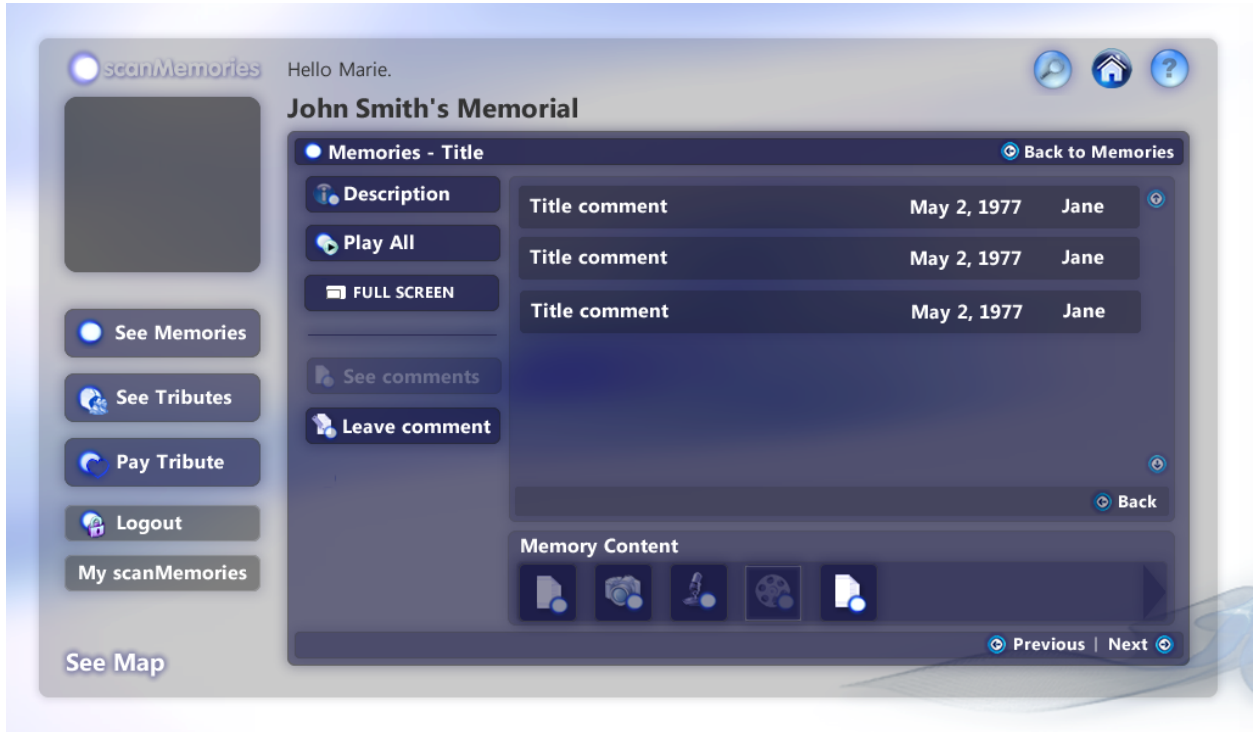 scanMemories
Hello Marie.
John Smith's Memorial
Memories - Title
Back to Memories
Description
Play All
FULL SCREEN
See comments
Leave comment
Title comment May 2, 1977 Jane
Title comment May 2, 1977 Jane
Title comment May 2, 1977 Jane
Back
Memory Content
Previous | Next
See Memories
See Tributes
Pay Tribute
Logout
My scanMemories
See Map